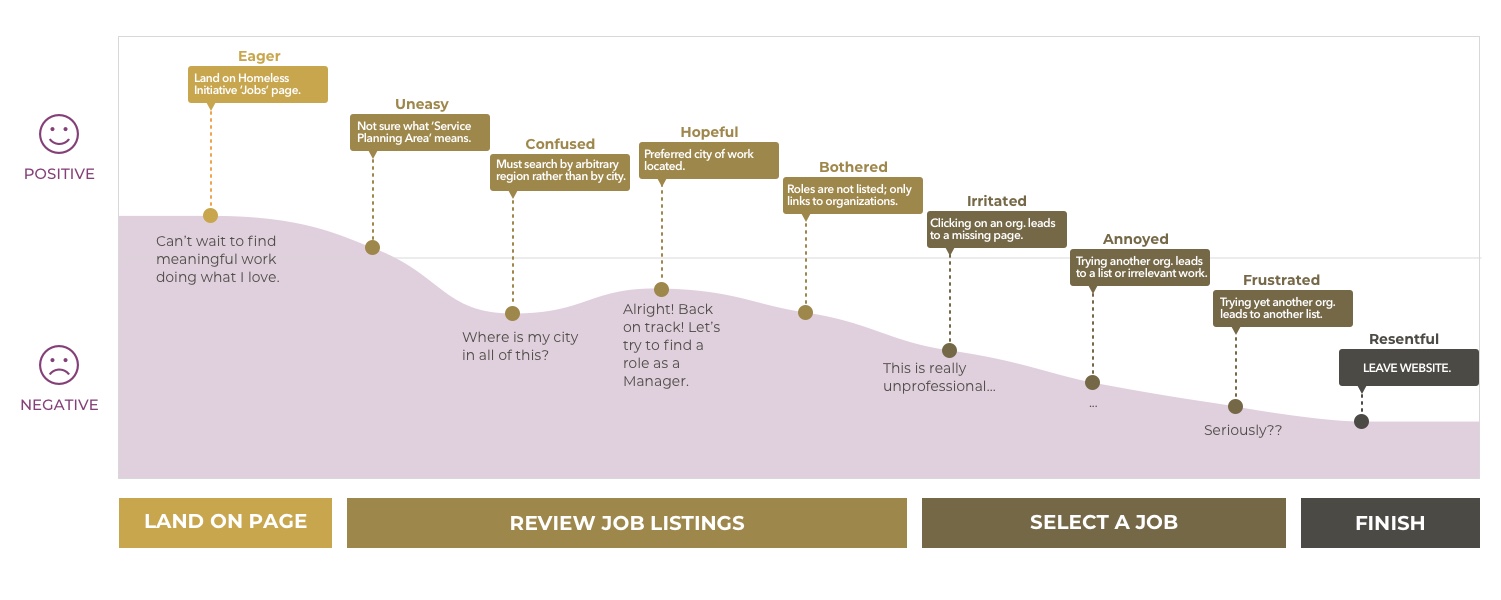 Eager
Land on Homeless
Initiative ‘Jobs’ page.
Can’t wait to find
meaningful work
doing what I love.
Uneasy
Not sure what ‘Service
Planning Area’ means.
Confused
Must search by arbitrary
region rather than by city.
Where is my city
in all of this?
Hopeful
Preferred city of work
located.
Alright! Back
on track! Let’s
try to find a
role as a
Manager.
Bothered
Roles are not listed; only
links to organizations.
Irritated
Clicking on an org. leads
to a missing page.
This is really
unprofessional...
Annoyed
Trying another org. leads
to a list or irrelevant work.
...
Frustrated
Trying yet another org.
leads to another list.
Seriously??
Resentful
LEAVE WEBSITE.
POSITIVE
NEGATIVE
LAND ON PAGE
REVIEW JOB LISTINGS
SELECT A JOB
FINISH